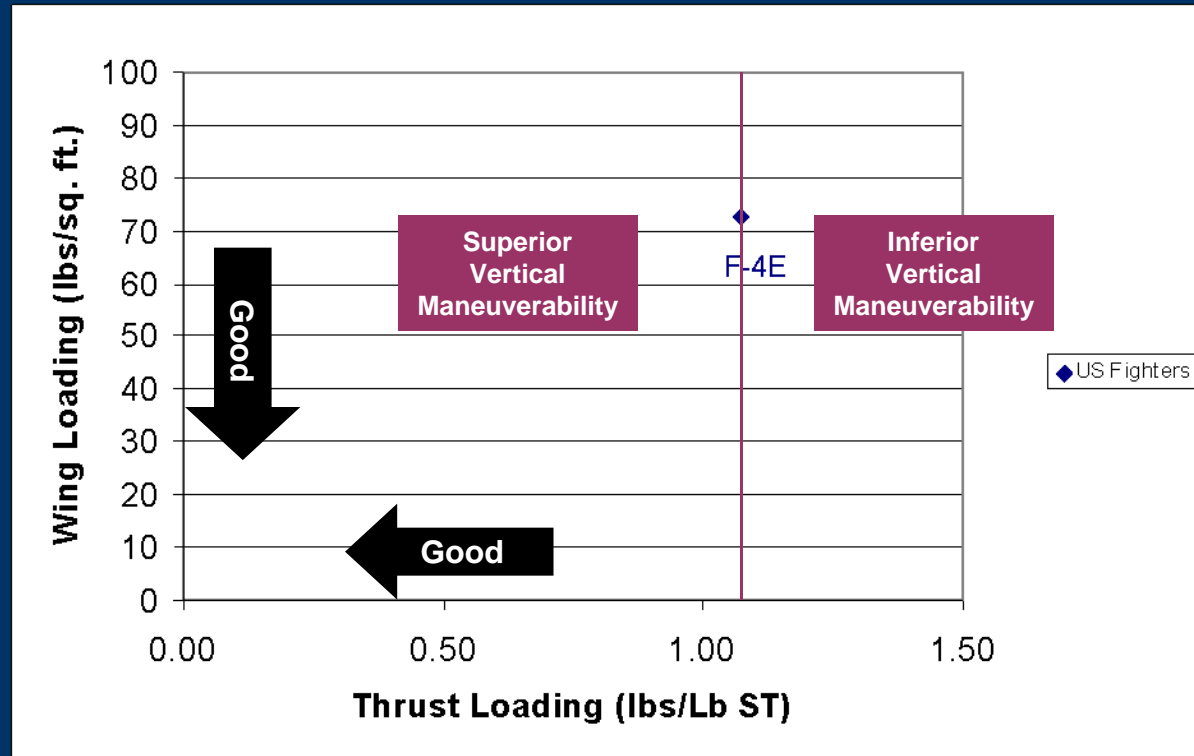 100
90
80
70
60
50
40
30
20
10
0
Wing Loading (lbs/sq. ft.)
Good
Superior
Vertical
Maneuverability
F-4E
Inferior
Vertical
Maneuverability
US Fighters
Good
0.00
0.50
1.00
1.50
Thrust Loading (lbs/Lb ST)